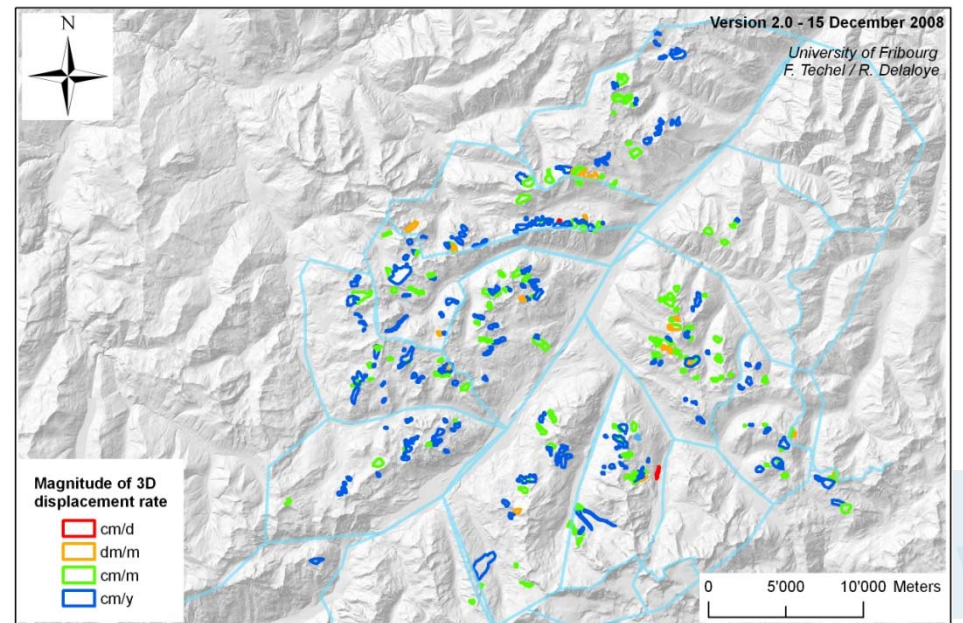 N
Version 2.0 - 15 December 2008
University of Fribourg
F. Techel / R. Delaloye
Magnitude of 3D
displacement rate
cm/d
dm/m
cm/m
cm/y
0 5'000 10'000 Meters